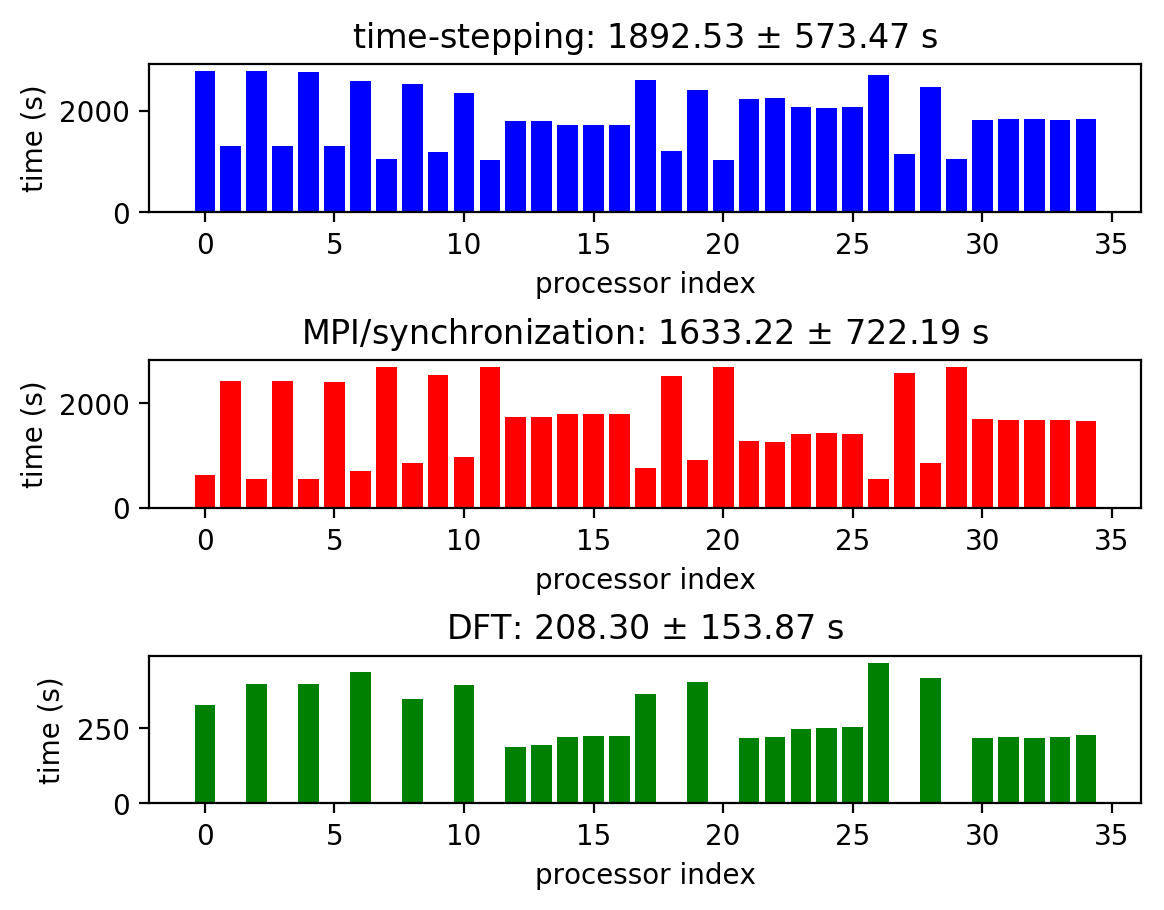 time-stepping: 1892.53 ± 573.47 s
time (s)
2000
0
0 5 10 15 20 25 30 35
processor index
MPI/synchronization: 1633.22 ± 722.19 s
time (s)
2000
0
0 5 10 15 20 25 30 35
processor index
DFT: 208.30 ± 153.87 s
time (s)
250
0
0 5 10 15 20 25 30 35
processor index